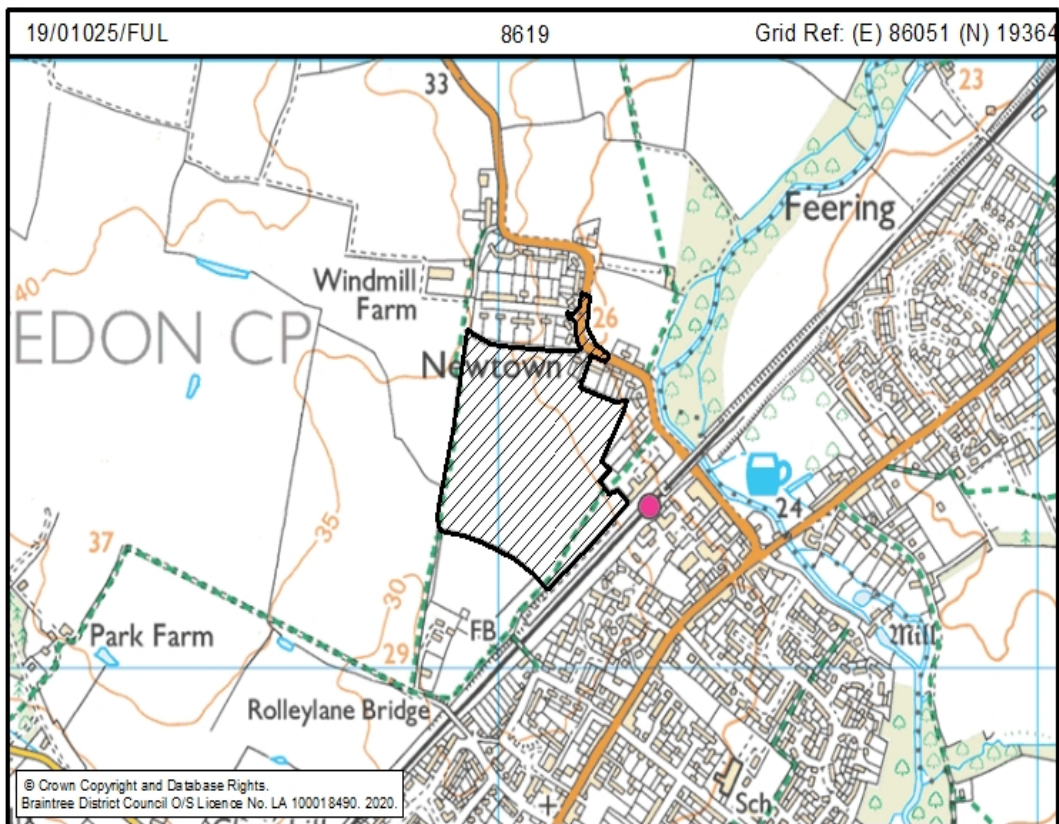 19/01025/FUL 8619 Grid Ref: (E) 86051 (N) 19364
33
23
Feering
Windmill
Farm
40
EDON CP
26
Newtown
24
35
37
30
Park Farm
FB
29
Mill
Rolleylane Bridge
© Crown Copyright and Database Rights.
Braintree District Council O/S Licence No. LA 100018490. 2020.
Sch